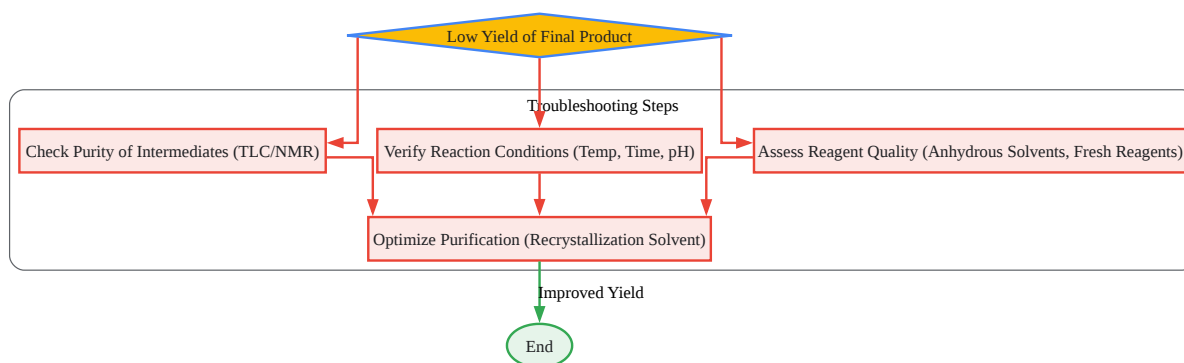 Low Yield of Final Product
Troubleshooting Steps
Check Purity of Intermediates (TLC/NMR)
Verify Reaction Conditions (Temp, Time, pH)
Assess Reagent Quality (Anhydrous Solvents, Fresh Reagents)
Optimize Purification (Recrystallization Solvent)
Improved Yield
End